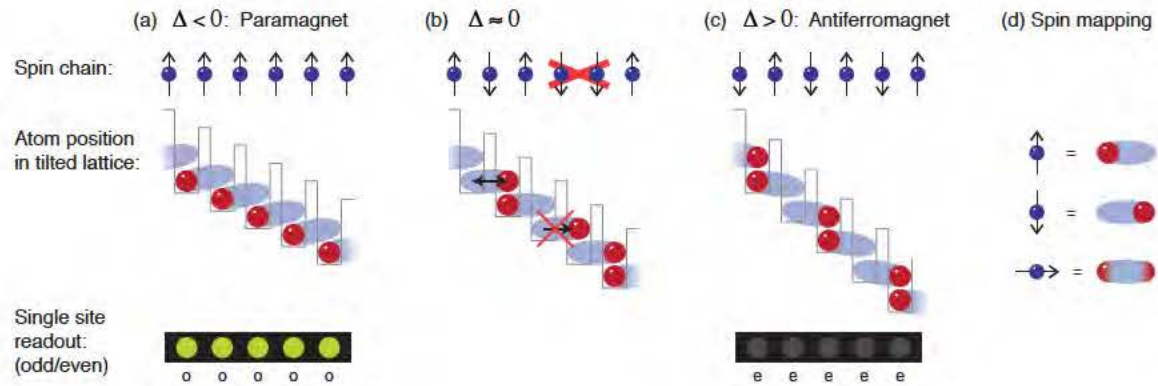 (a) Δ < 0: Paramagnet
(b) Δ ≈ 0
(c) Δ > 0: Antiferromagnet
(d) Spin mapping
Spin chain:
Atom position
in tilted lattice:
=
=
=
Single site
readout:
(odd/even)
o o o o o
e e e e e